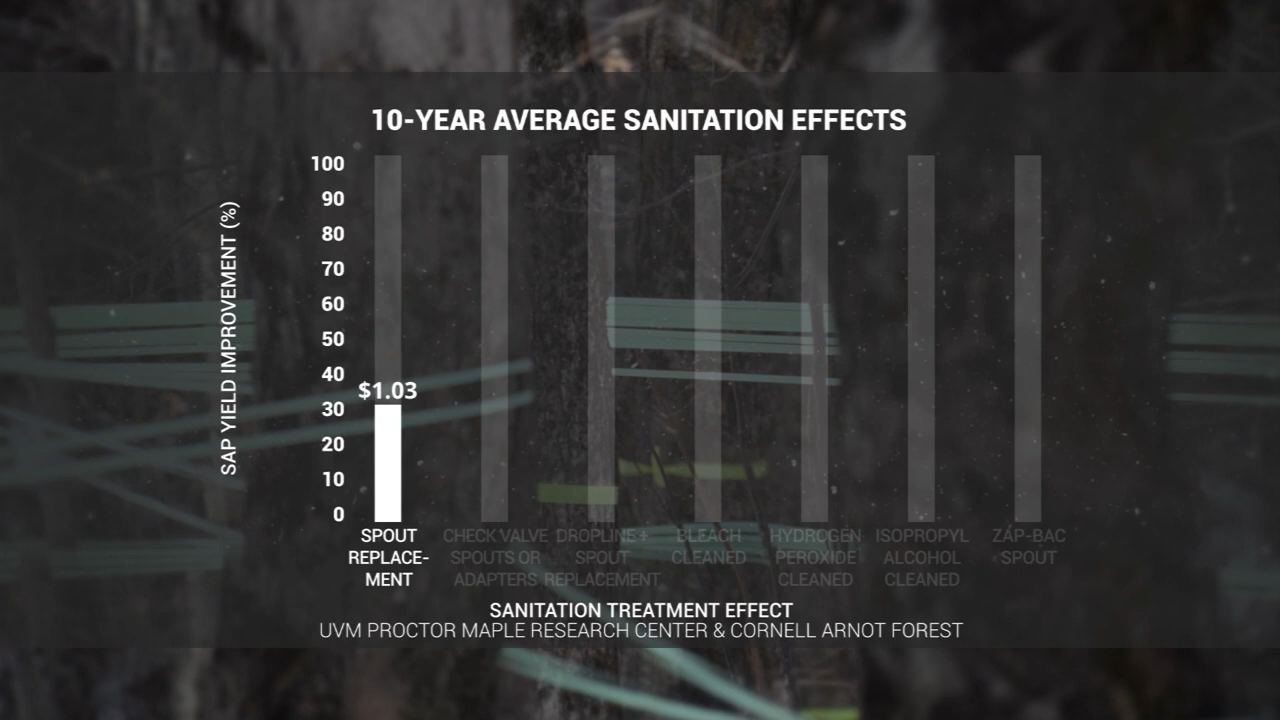 10-YEAR AVERAGE SANITATION EFFECTS
SAP YIELD IMPROVEMENT (%)
100
90
80
70
60
50
40
30
20
10
0
$1.03
SPOUT
REPLACE-
MENT
CHECK VALVE
SPOUTS OR
ADAPTERS
DROPLINE +
SPOUT
REPLACEMENT
BLEACH
CLEANED
HYDROGEN
PEROXIDE
CLEANED
ISOPROPYL
ALCOHOL
CLEANED
ZAP-BAC
SPOUT
SANITATION TREATMENT EFFECT
UVM PROCTOR MAPLE RESEARCH CENTER & CORNELL ARNOT FOREST